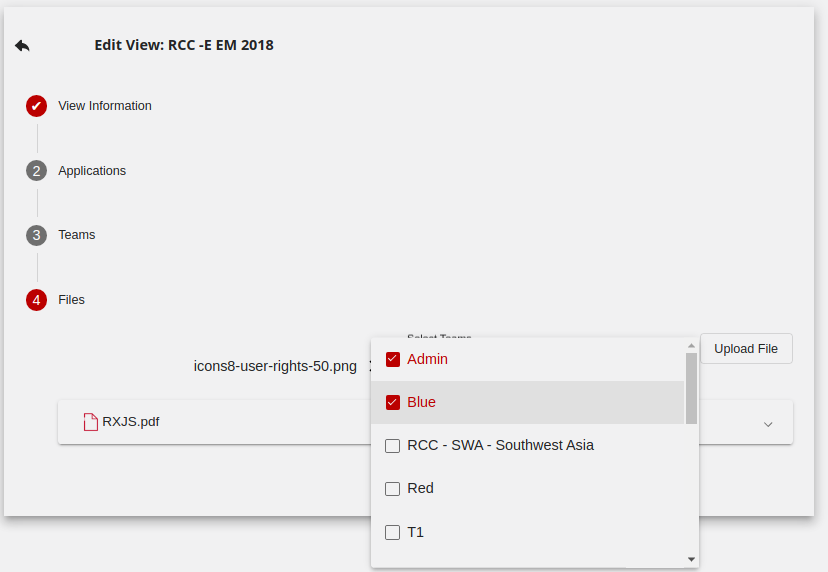 Edit View: RCC -E EM 2018
View Information
2 Applications
3 Teams
4 Files
Select Teams
icons8-user-rights-50.png
Upload File
Admin
RXJS.pdf
Blue
RCC - SWA - Southwest Asia
Red
T1